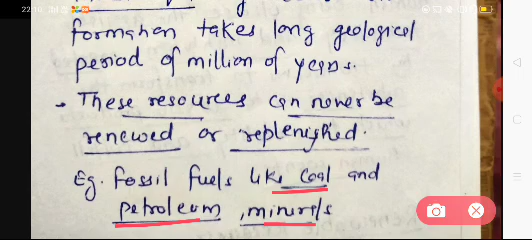 formation takes long geological
period of million of years.
- These resources can never be
renewed or replenished.
Eg. Fossil fuels like coal and
petroleum, minerals